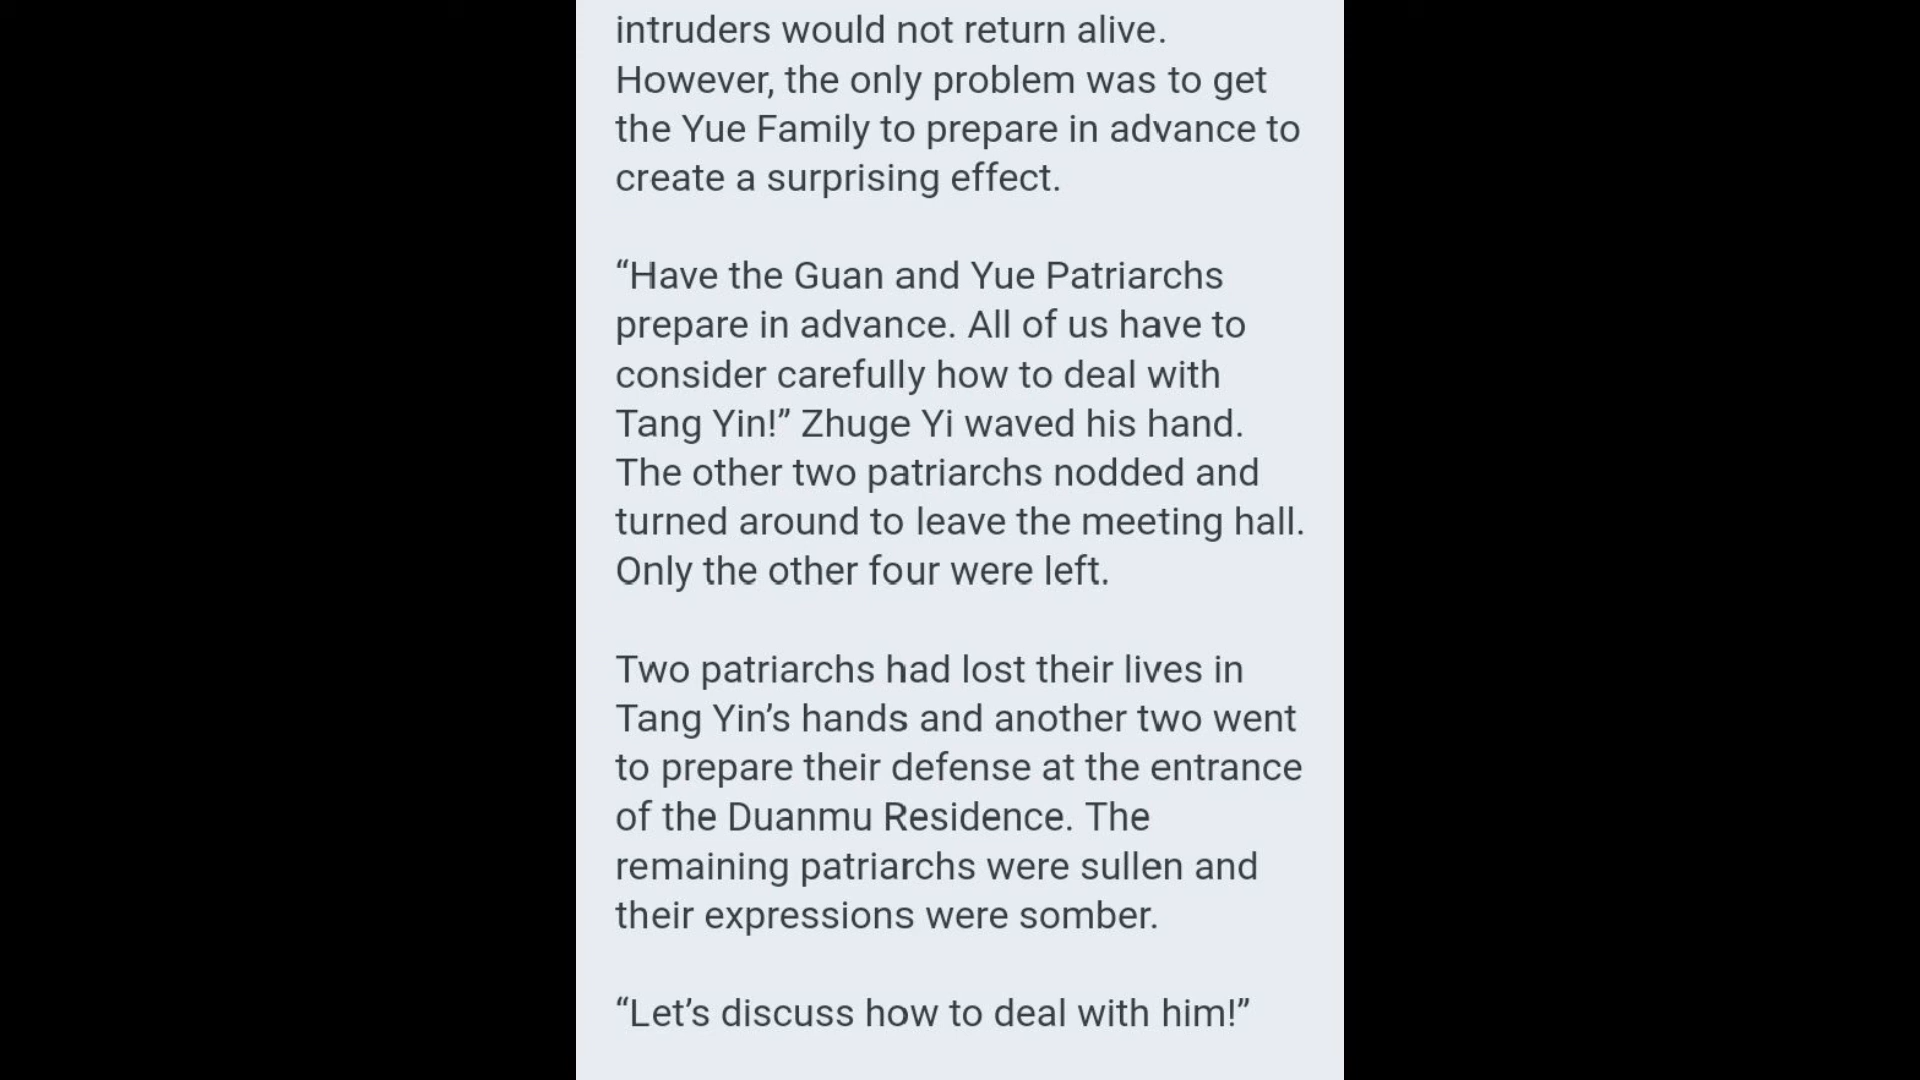 intruders would not return alive.
However, the only problem was to get
the Yue Family to prepare in advance to
create a surprising effect.
“Have the Guan and Yue Patriarchs
prepare in advance. All of us have to
consider carefully how to deal with
Tang Yin!” Zhuge Yi waved his hand.
The other two patriarchs nodded and
turned around to leave the meeting hall.
Only the other four were left.
Two patriarchs had lost their lives in
Tang Yin’s hands and another two went
to prepare their defense at the entrance
of the Duanmu Residence. The
remaining patriarchs were sullen and
their expressions were somber.
“Let’s discuss how to deal with him!”